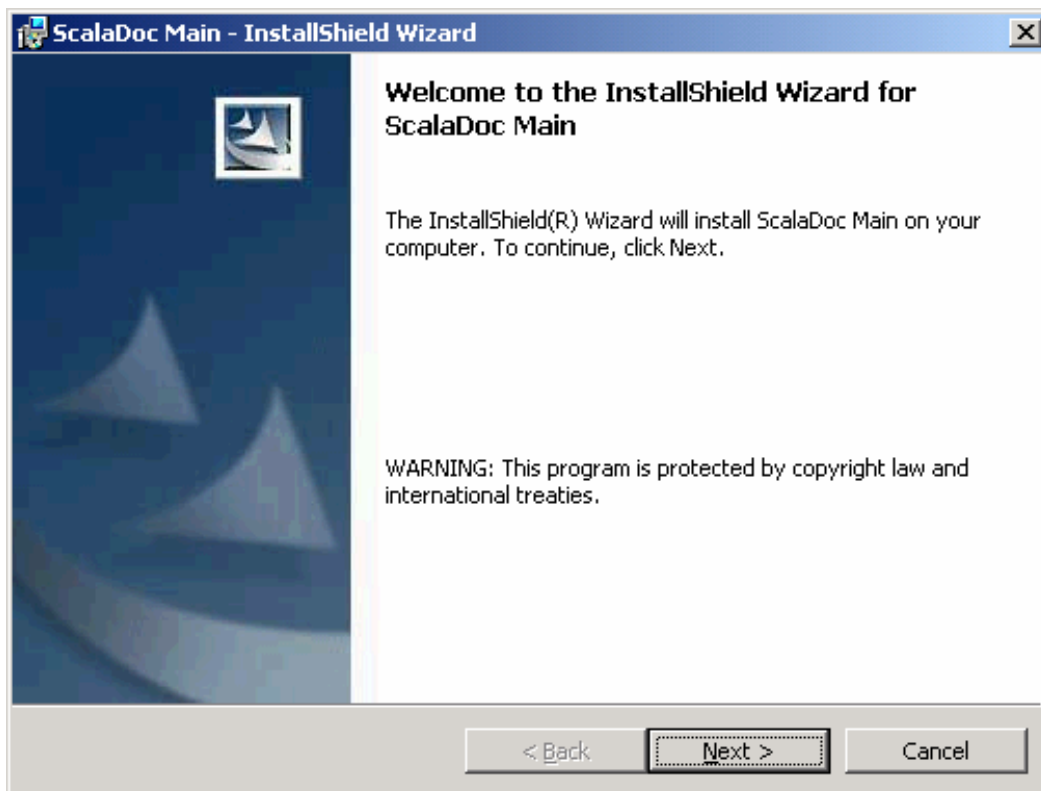 ScalaDoc Main - InstallShield Wizard
Welcome to the InstallShield Wizard for
ScalaDoc Main
The InstallShield(R) Wizard will install ScalaDoc Main on your
computer. To continue, click Next.
WARNING: This program is protected by copyright law and
international treaties.
< Back Next > Cancel